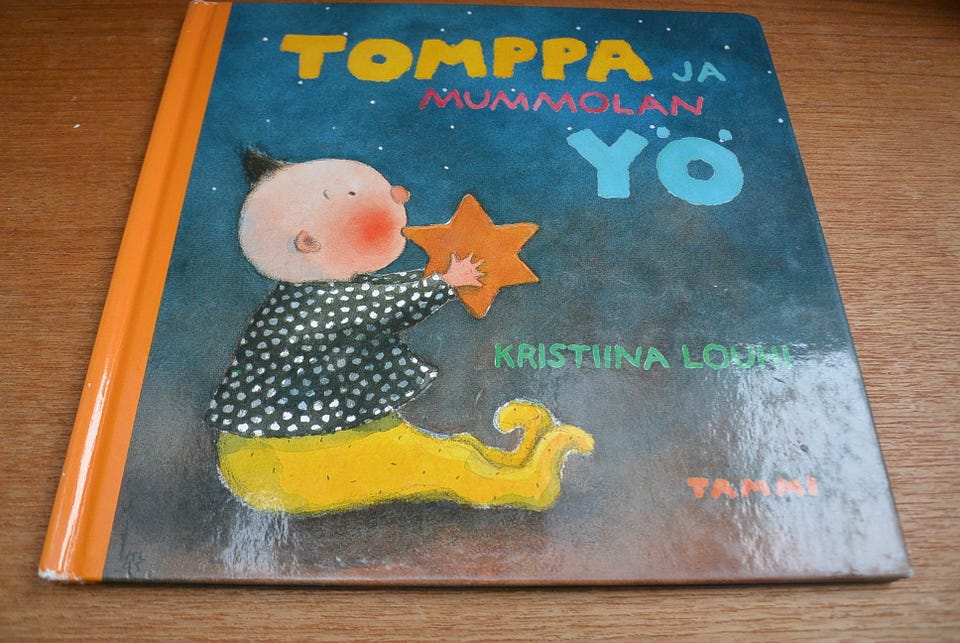 TOMPPA JA
MUMMOLAN
YÖ
KRISTIINA LOUHI
TAMMI